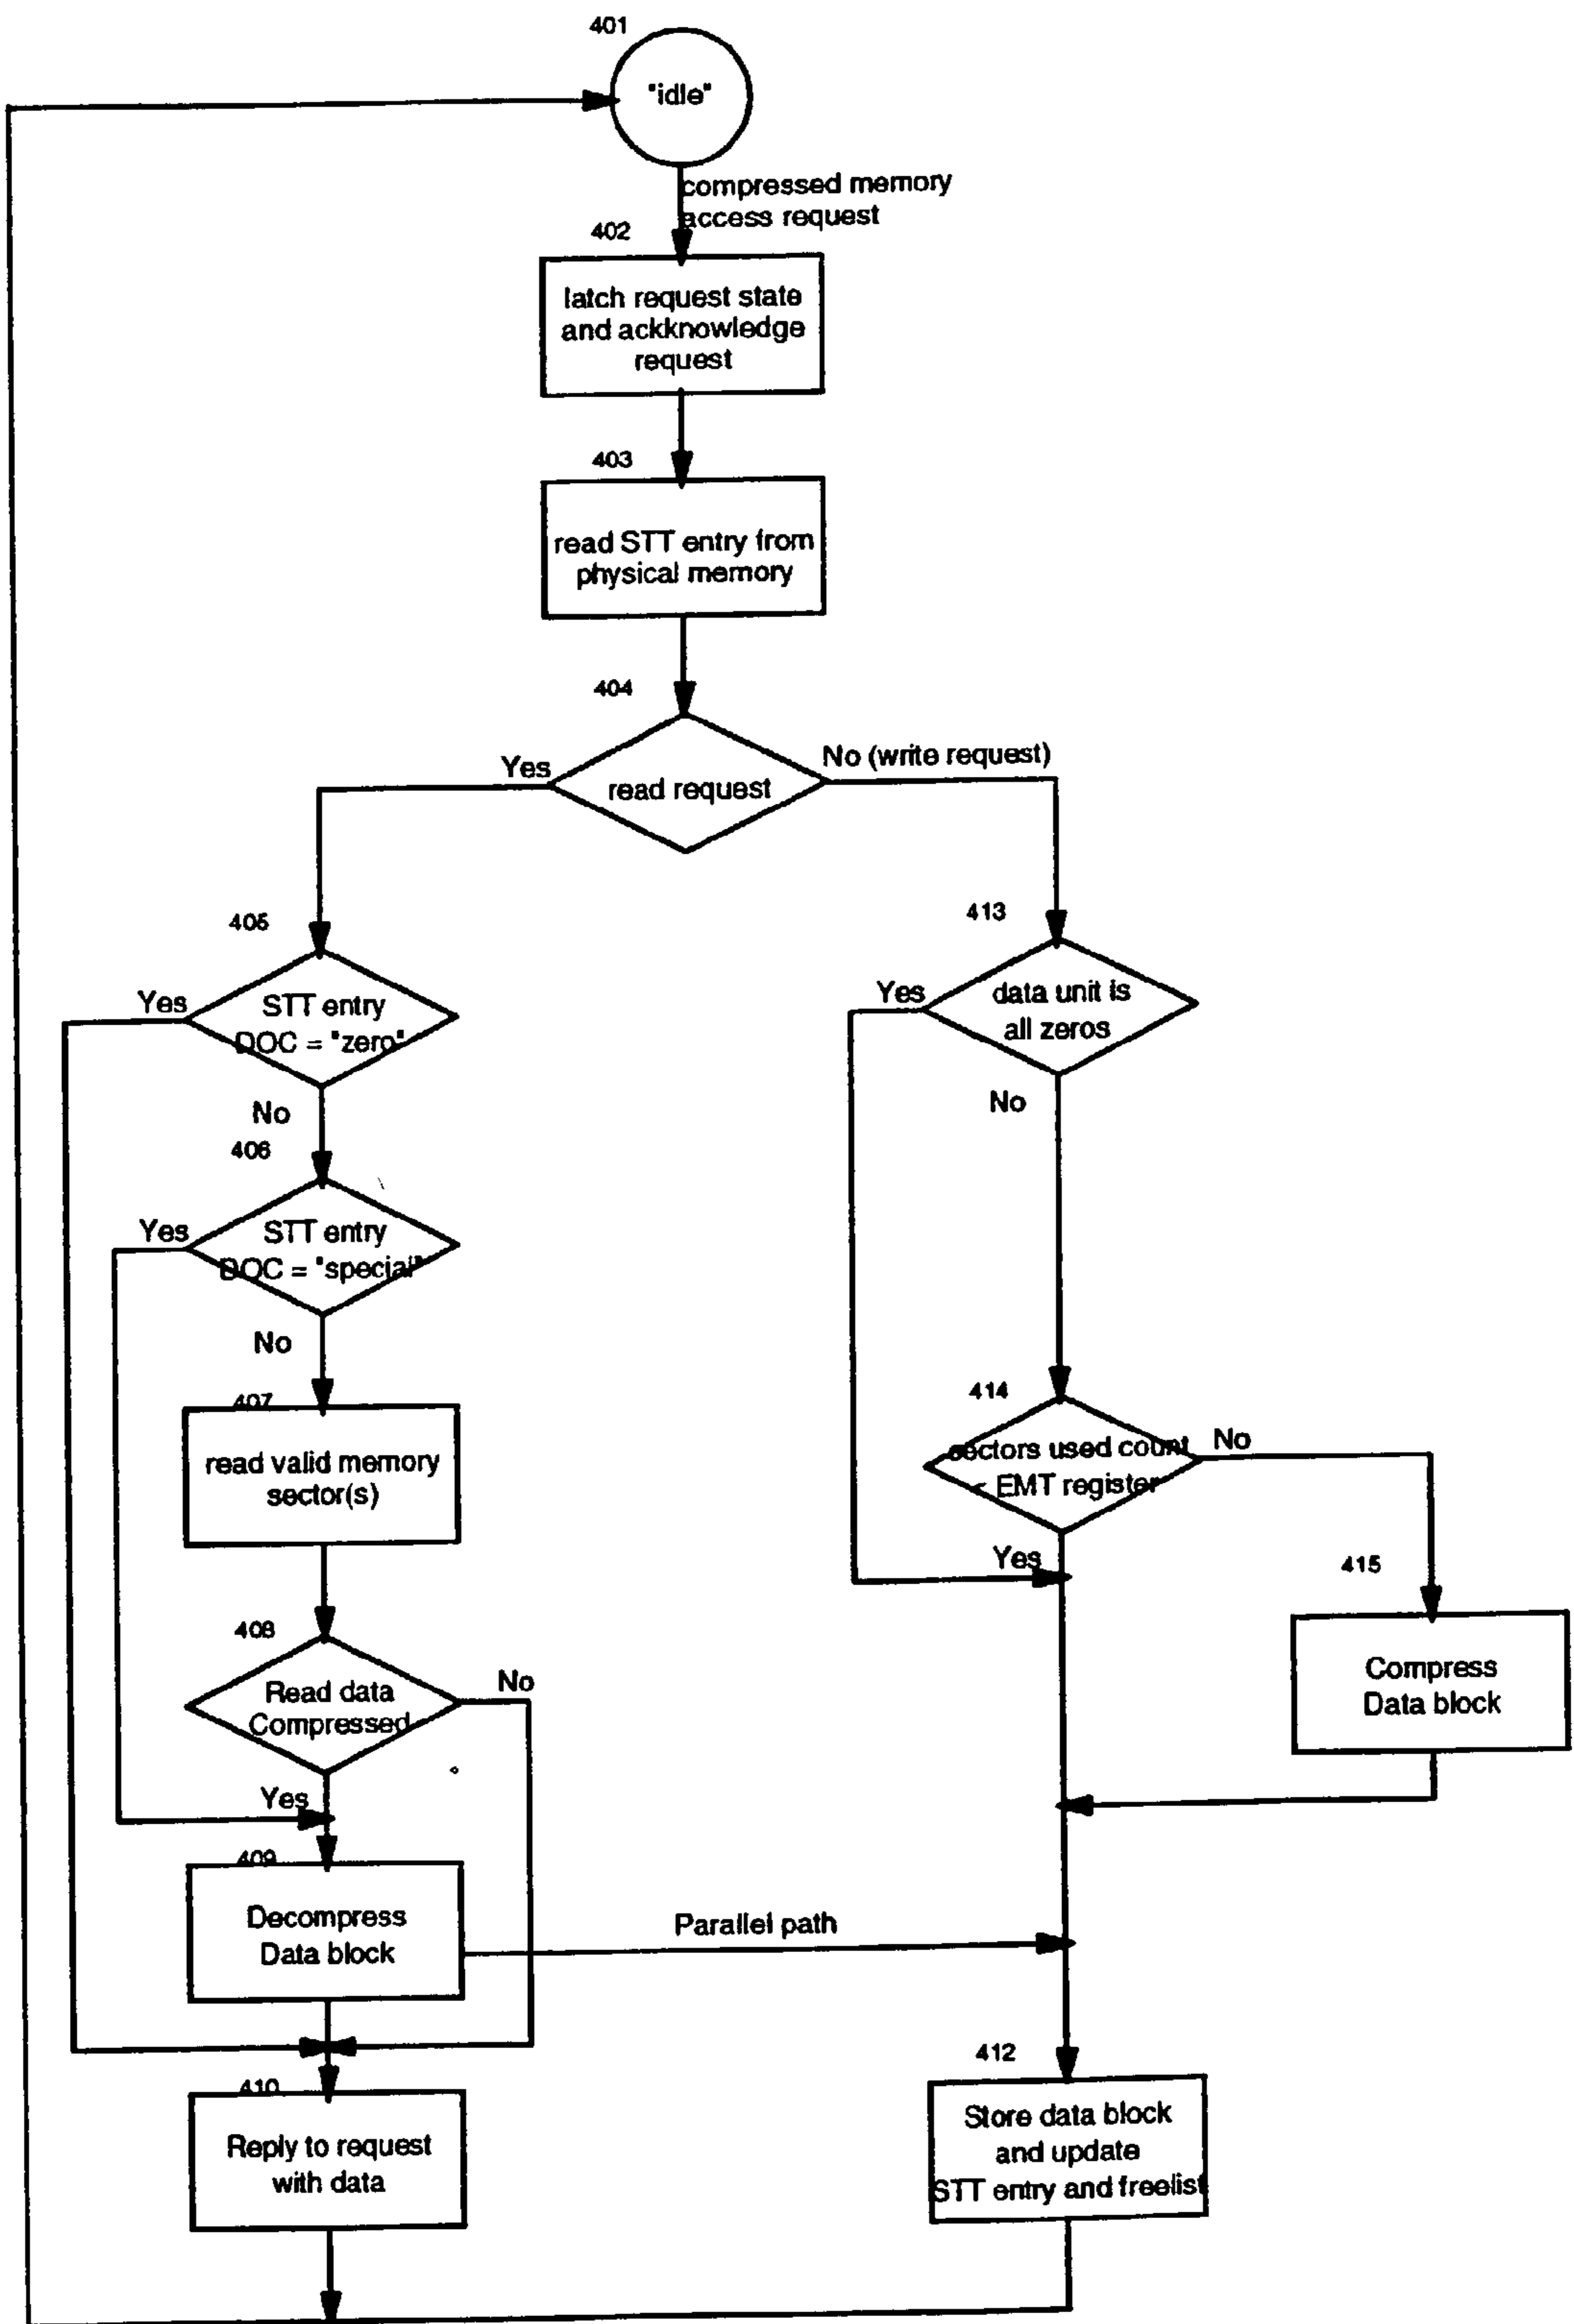 401
"idle"
compressed memory
access request
402
latch request state
and ackknowledge
request
403
read STT entry from
physical memory
404
Yes
read request
No (write request)
405
Yes
STT entry
DOC = "zero"
No
406
Yes
STT entry
DOC = "special"
No
407
read valid memory
sector(s)
408
Read data
Compressed
No
Yes
409
Decompress
Data block
Parallel path
410
Reply to request
with data
413
Yes
data unit is
all zeros
No
414
sectors used count
< EMT register
No
Yes
415
Compress
Data block
412
Store data block
and update
STT entry and freelist